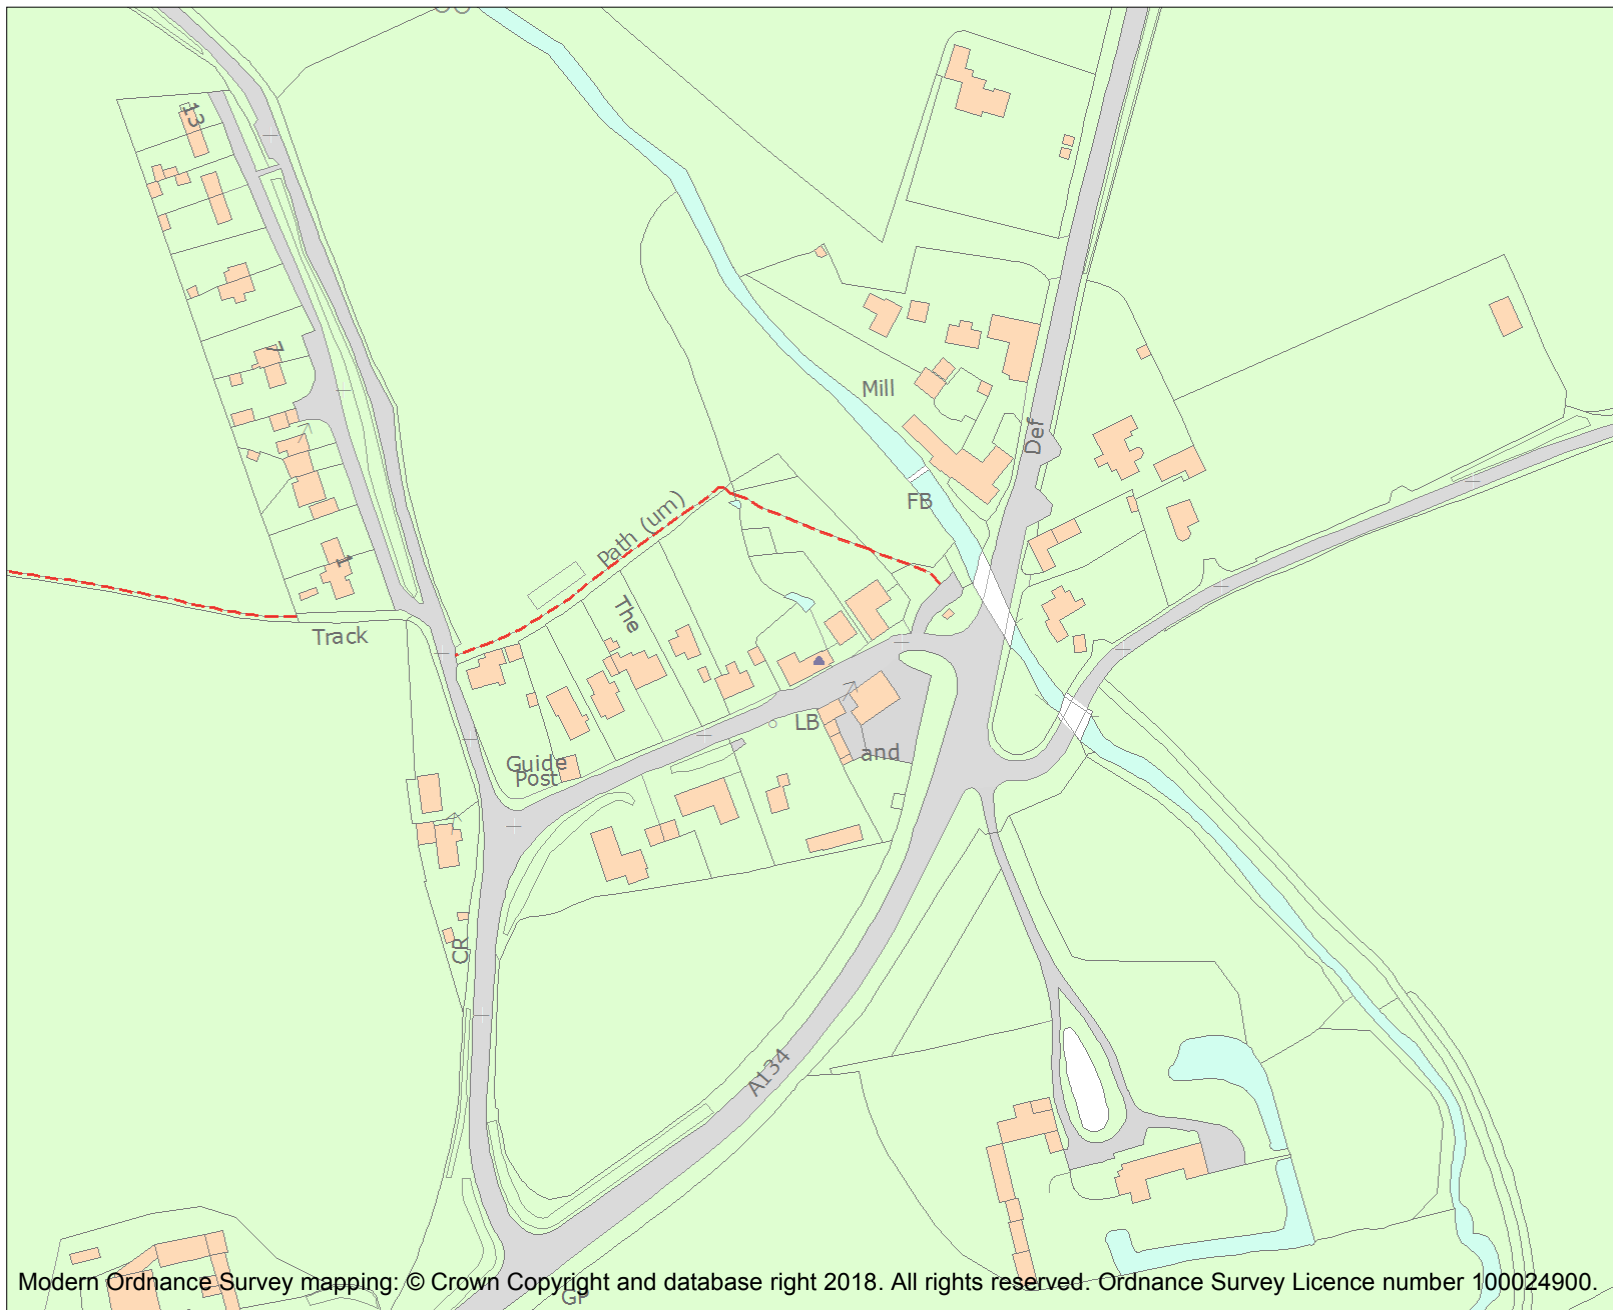 13
7
Mill
Def
FB
Path (um)
1
The
Track
LB
and
Guide
Post
CR
A134
Modern Ordnance Survey mapping: © Crown Copyright and database right 2018. All rights reserved. Ordnance Survey Licence number 100024900.
GP